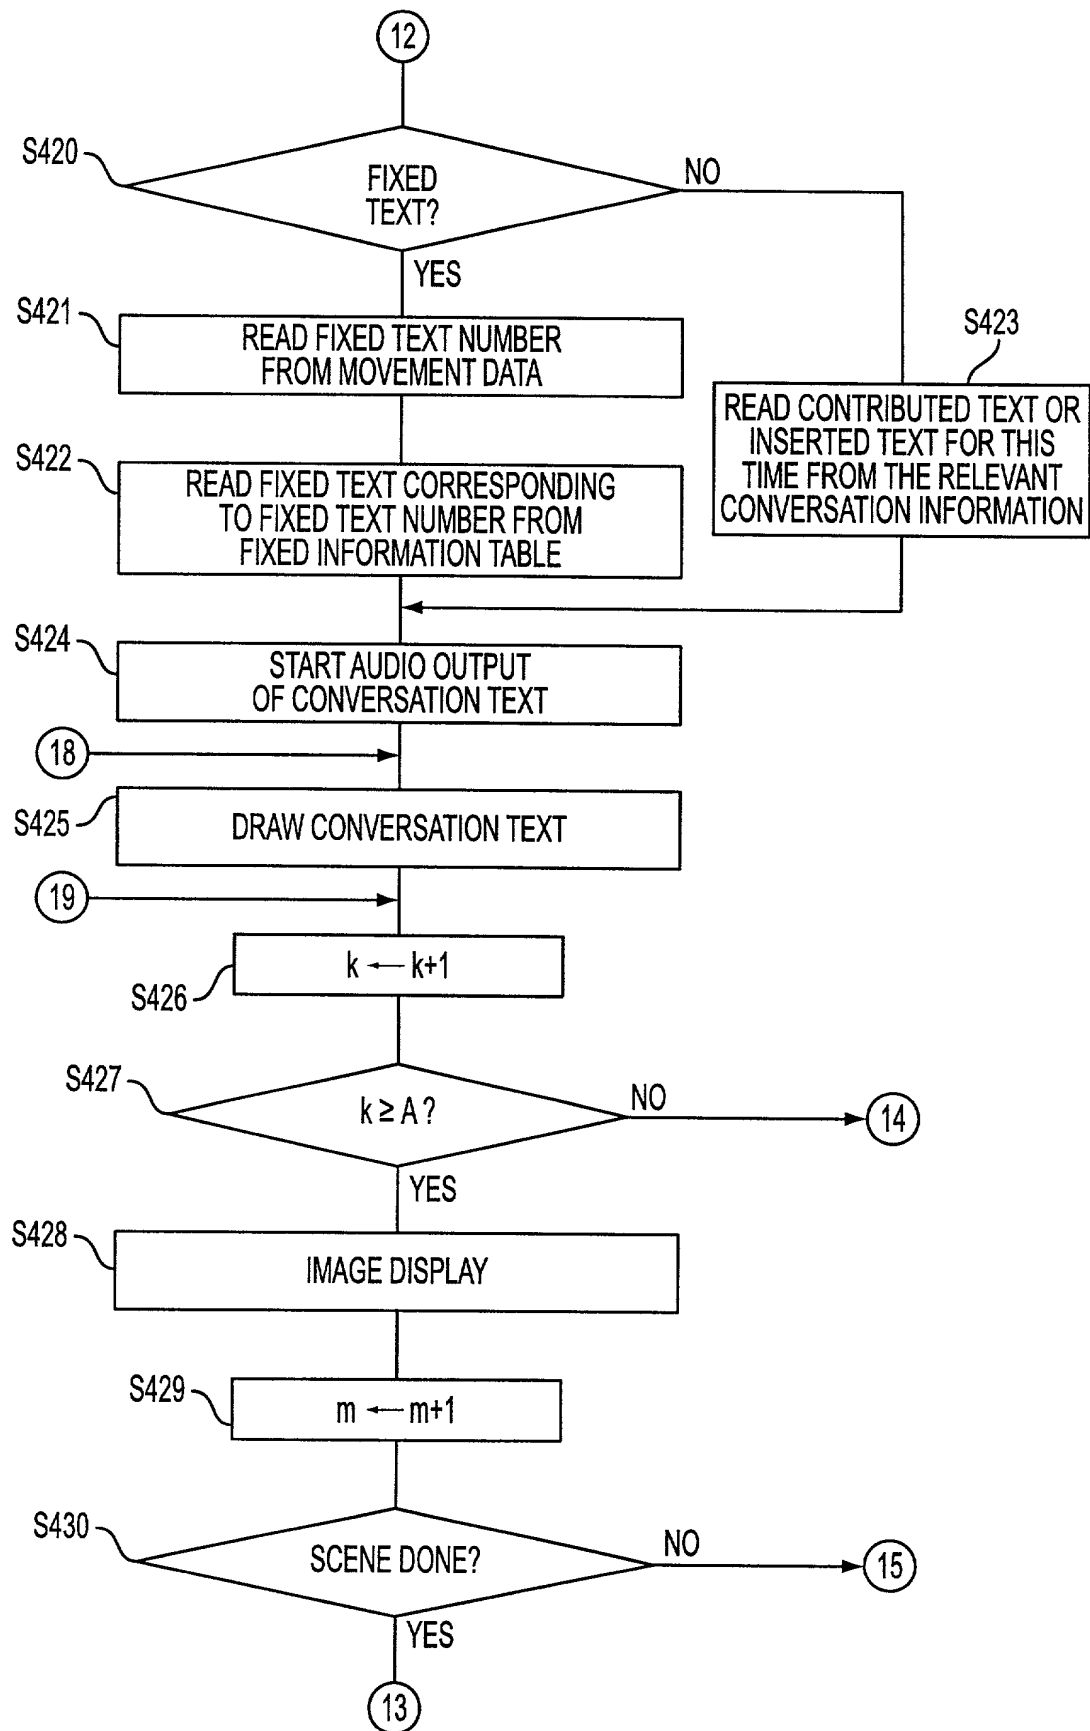 12
S420
FIXED
TEXT?
NO
YES
S421
READ FIXED TEXT NUMBER
FROM MOVEMENT DATA
S423
READ CONTRIBUTED TEXT OR
INSERTED TEXT FOR THIS
TIME FROM THE RELEVANT
CONVERSATION INFORMATION
S422
READ FIXED TEXT CORRESPONDING
TO FIXED TEXT NUMBER FROM
FIXED INFORMATION TABLE
S424
START AUDIO OUTPUT
OF CONVERSATION TEXT
18
S425
DRAW CONVERSATION TEXT
19
k ← k+1
S426
S427
k ≥ A ?
NO
14
YES
S428
IMAGE DISPLAY
S429
m ← m+1
S430
SCENE DONE?
NO
15
YES
13